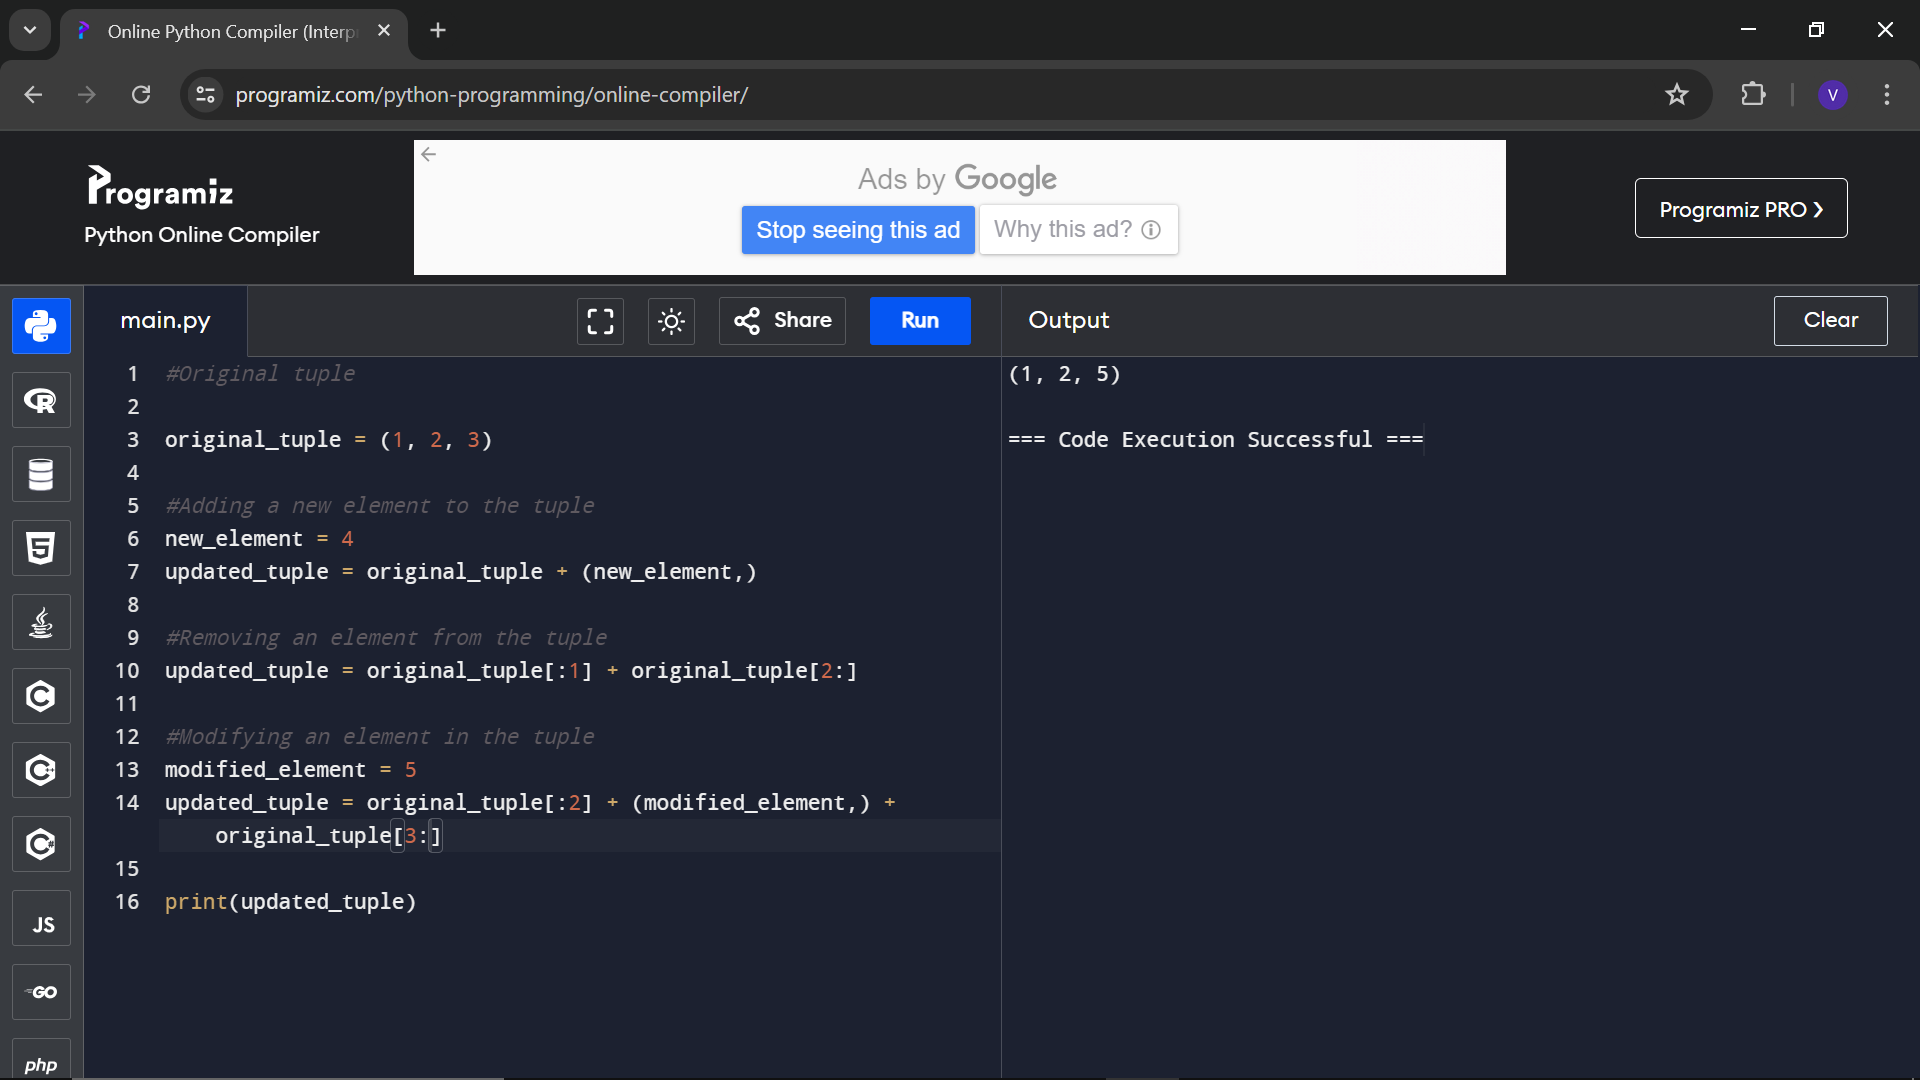 Online Python Compiler (Interp
programiz.com/python-programming/online-compiler/
V
Programiz
Python Online Compiler
Ads by Google
Stop seeing this ad
Why this ad?
Programiz PRO ❯
main.py
Share
Run
Output
Clear
1 #Original tuple
2
3 original_tuple = (1, 2, 3)
4
5 #Adding a new element to the tuple
6 new_element = 4
7 updated_tuple = original_tuple + (new_element,)
8
9 #Removing an element from the tuple
10 updated_tuple = original_tuple[:1] + original_tuple[2:]
11
12 #Modifying an element in the tuple
13 modified_element = 5
14 updated_tuple = original_tuple[:2] + (modified_element,) +
original_tuple[3:]
15
16 print(updated_tuple)
(1, 2, 5)
=== Code Execution Successful ===
R
5
C
C++
C#
JS
GO
php